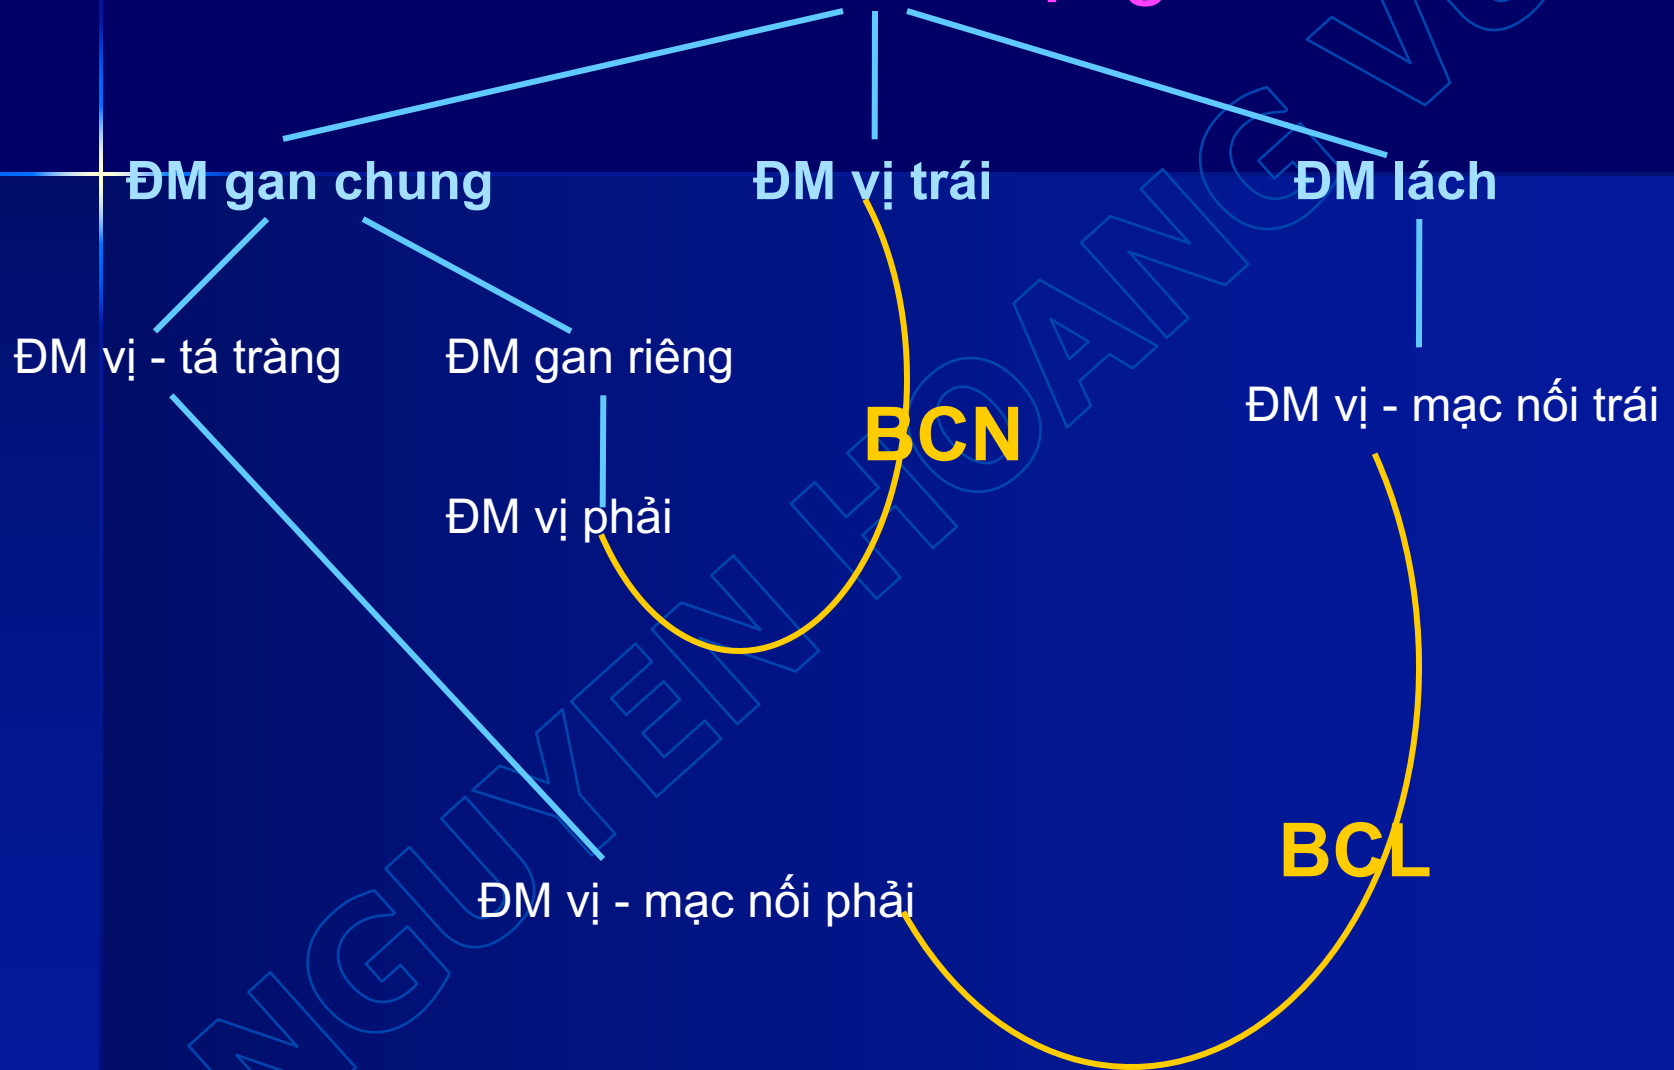 ĐM gan chung
ĐM vị trái
ĐM lách
ĐM vị - tá tràng
ĐM gan riêng
ĐM vị - mạc nối trái
BCN
ĐM vị phải
BCL
ĐM vị - mạc nối phải
NGUYEN HOANG